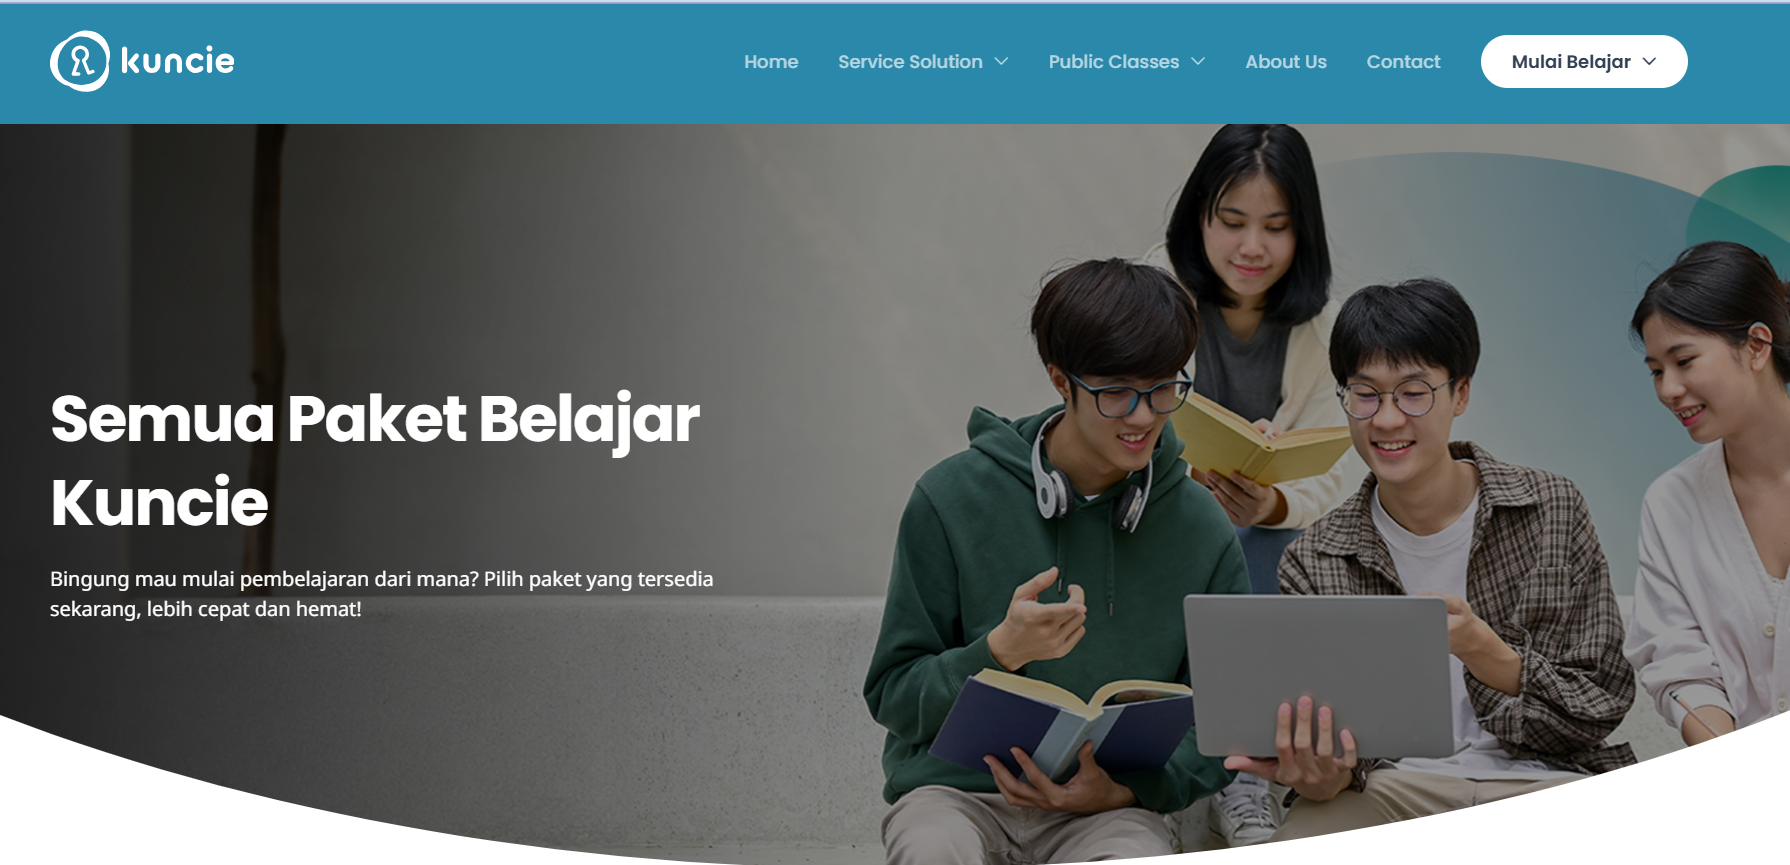 kuncie
Home
Service Solution
Public Classes
About Us
Contact
Mulai Belajar
Semua Paket Belajar
Kuncie
Bingung mau mulai pembelajaran dari mana? Pilih paket yang tersedia
sekarang, lebih cepat dan hemat!